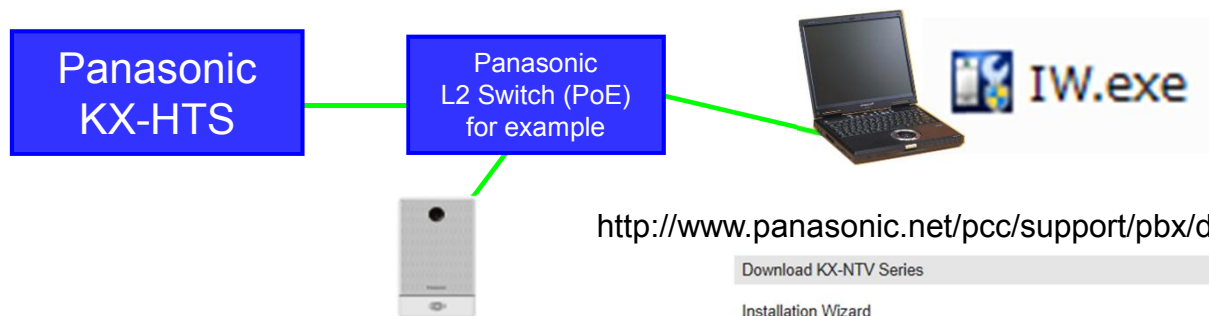 Panasonic
KX-HTS
Panasonic
L2 Switch (PoE)
for example
IW.exe
http://www.panasonic.net/pcc/support/pbx/d
Download KX-NTV Series
Installation Wizard